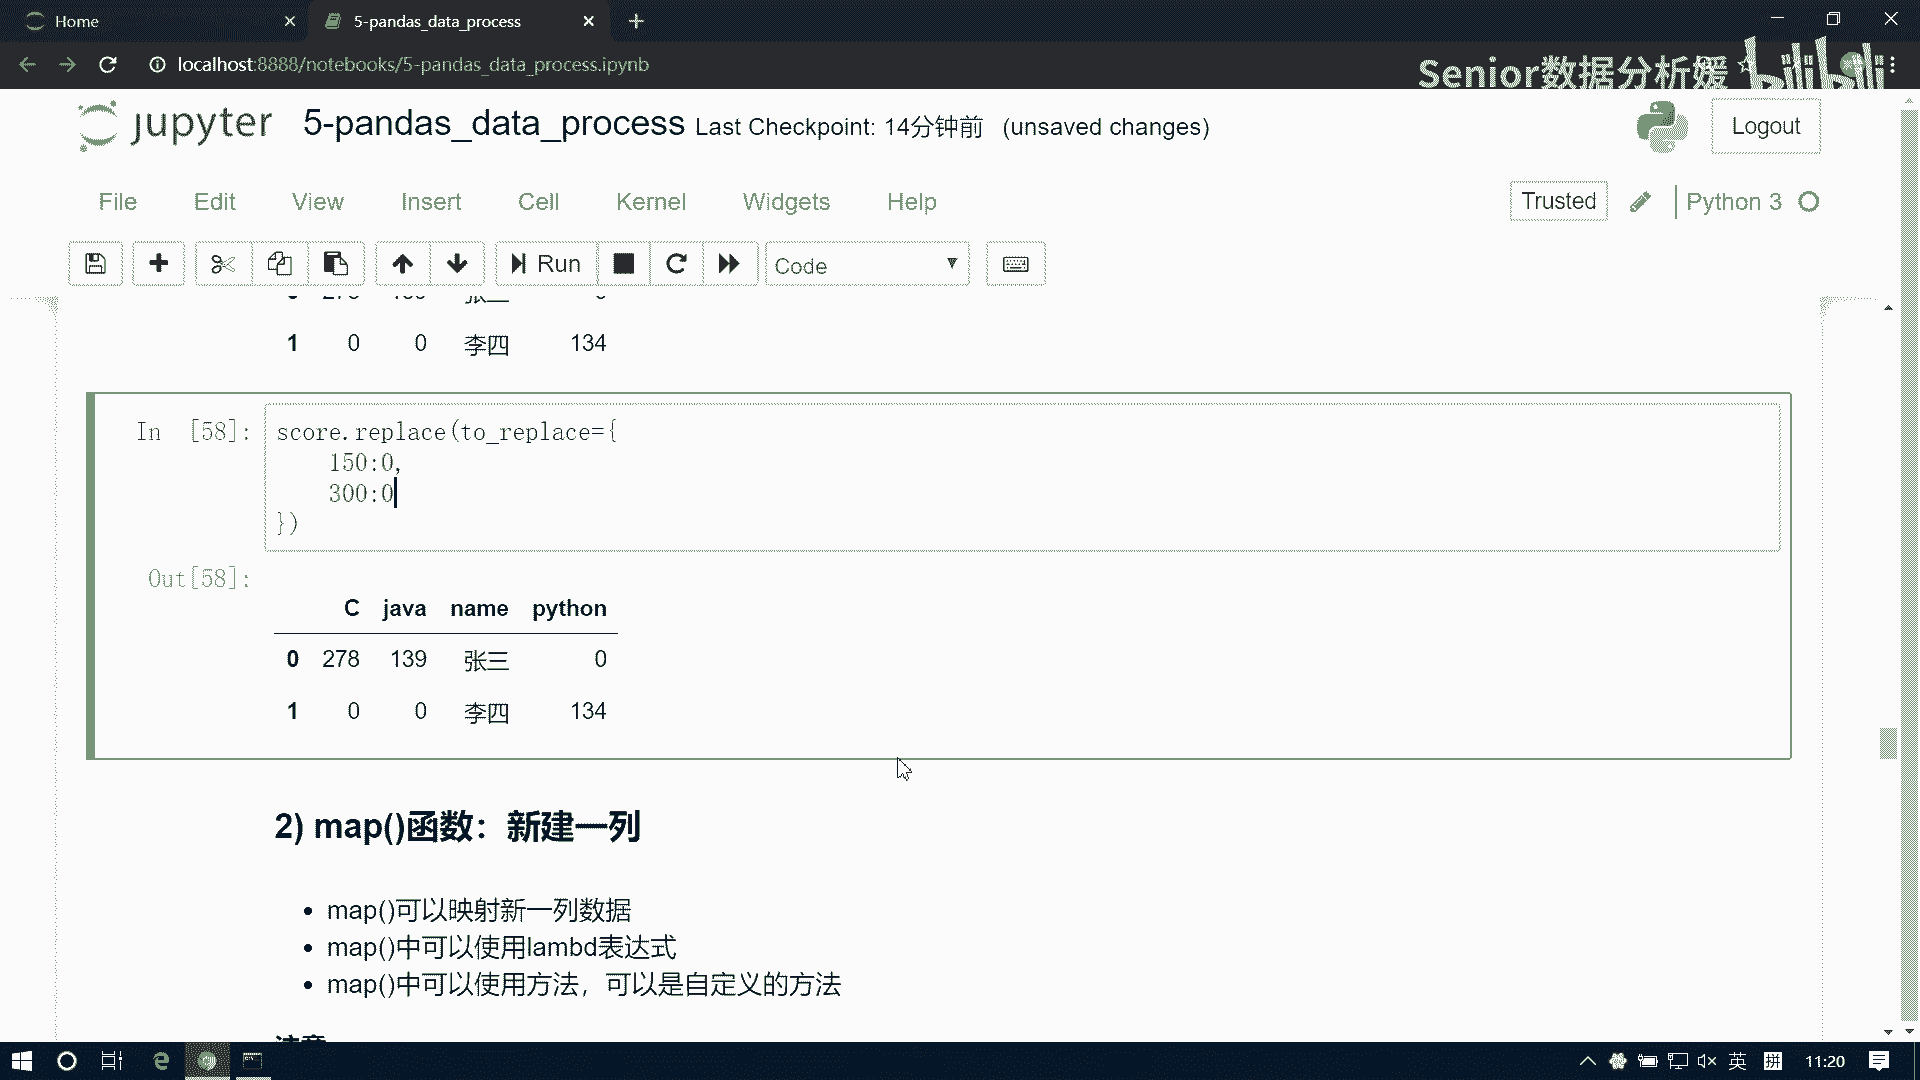 Home
5-pandas_data_process
localhost:8888/notebooks/5-pandas_data_process.ipynb
Senior数据分析媛
bilibili
jupyter 5-pandas_data_process Last Checkpoint: 14分钟前 (unsaved changes)
Logout
File Edit View Insert Cell Kernel Widgets Help
Trusted
Python 3
Run
Code
1 0 0 李四 134
In [58]:
score.replace(to_replace={
150:0,
300:0
})
Out[58]:
C java name python
0 278 139 张三 0
1 0 0 李四 134
2) map()函数：新建一列
• map()可以映射新一列数据
• map()中可以使用lambd表达式
• map()中可以使用方法，可以是自定义的方法
英
拼
11:20